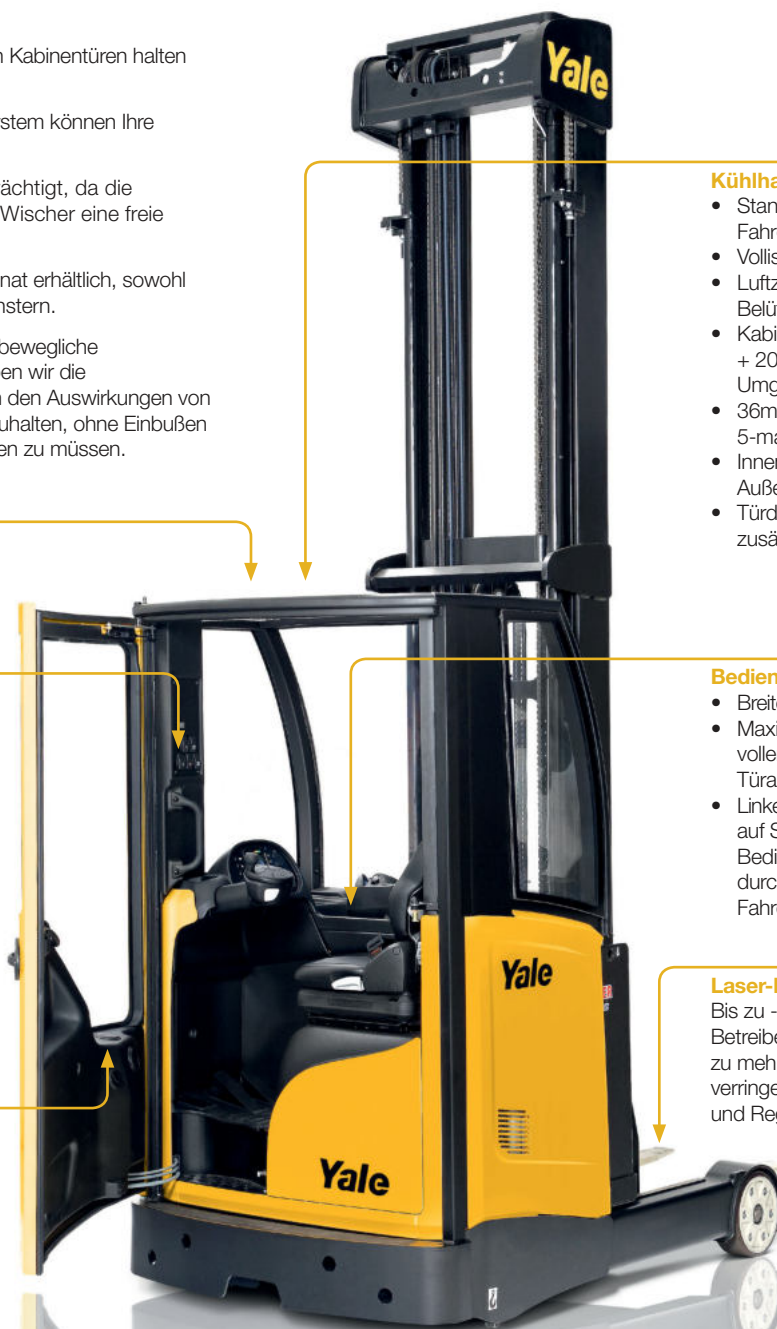 n Kabinentüren halten
stem können Ihre
ächtigt, da die
Wischer eine freie
nat erhältlich, sowohl
nstern.
bewegliche
en wir die
n den Auswirkungen von
uhalten, ohne Einbußen
en zu müssen.
Yale
Kühlha
• Stan
Fahr
• Vollis
• Luftz
Belüf
• Kabi
+ 20
Umg
• 36m
5-ma
• Inner
Auße
• Türd
zusä
Bedien
• Breite
• Maxi
volle
Türa
• Linke
auf S
Bedi
durc
Fahre
Yale
Laser-
Bis zu -
Betreibe
zu mehr
verringe
und Reg
Yale